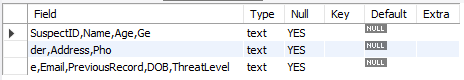 Field Type Null Key Default Extra
SuspectID,Name,Age,Ge text YES NULL
der,Address,Pho text YES NULL
e,Email,PreviousRecord,DOB,ThreatLevel text YES NULL